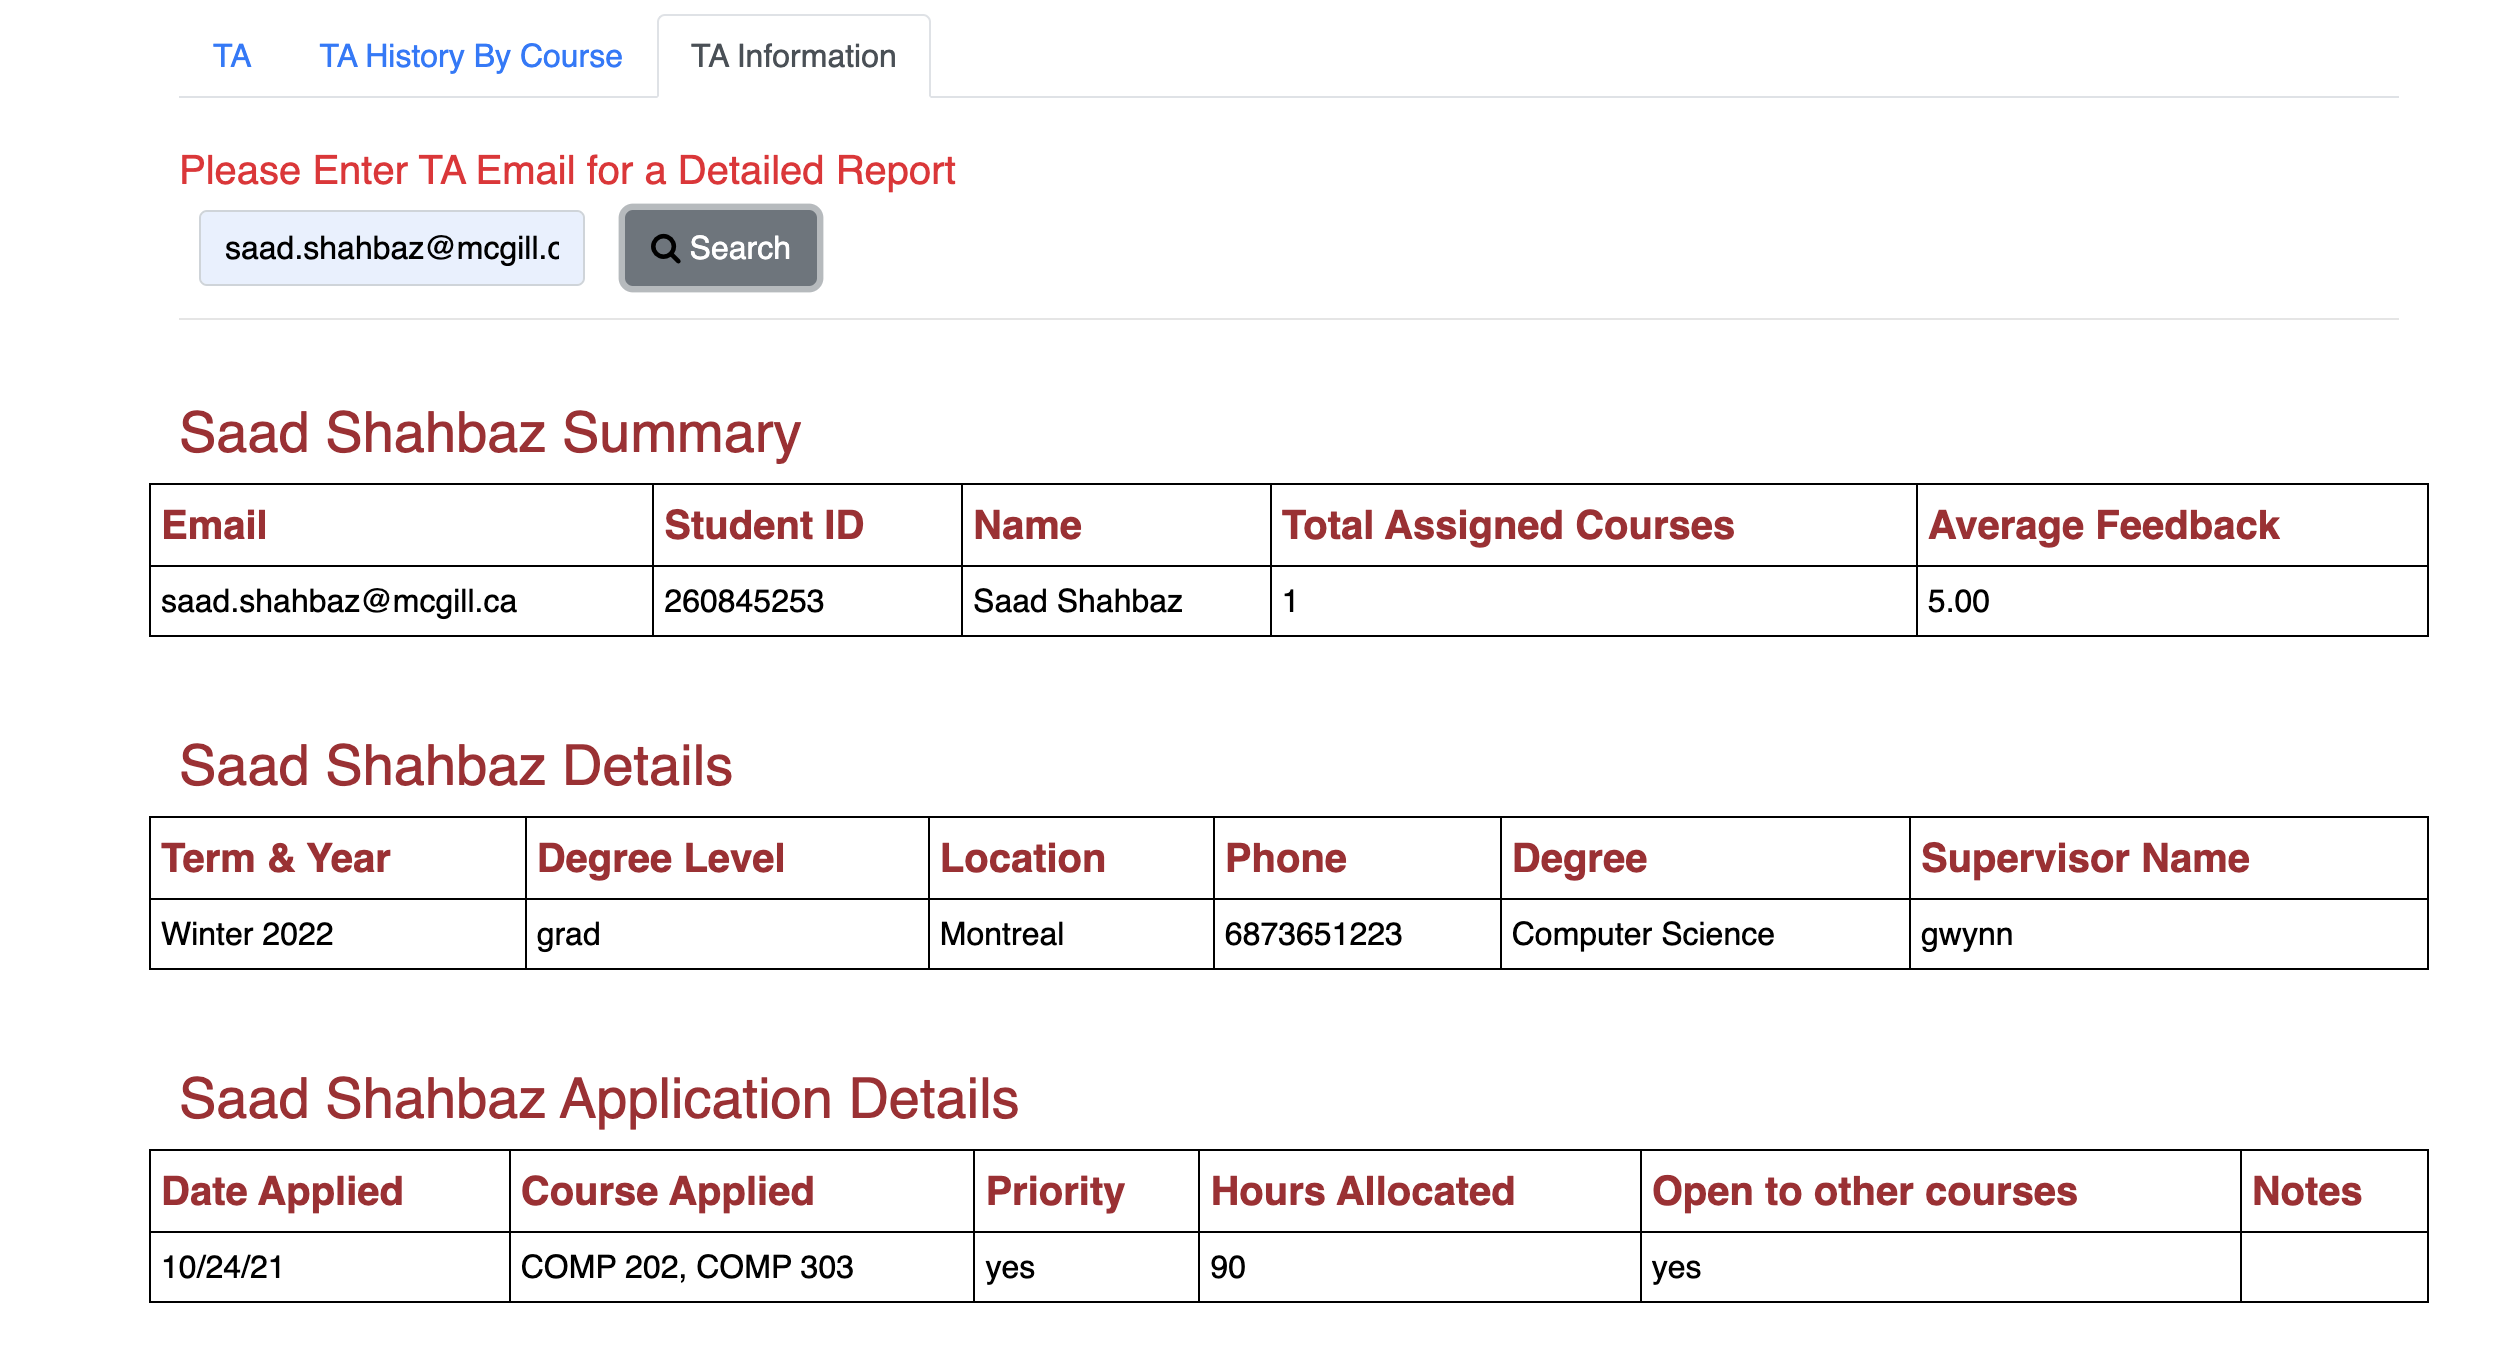 TA TA History By Course TA Information
Please Enter TA Email for a Detailed Report
saad.shahbaz@mcgill.c Search
Saad Shahbaz Summary
Email Student ID Name Total Assigned Courses Average Feedback
saad.shahbaz@mcgill.ca 260845253 Saad Shahbaz 1 5.00
Saad Shahbaz Details
Term & Year Degree Level Location Phone Degree Supervisor Name
Winter 2022 grad Montreal 6873651223 Computer Science gwynn
Saad Shahbaz Application Details
Date Applied Course Applied Priority Hours Allocated Open to other courses Notes
10/24/21 COMP 202, COMP 303 yes 90 yes